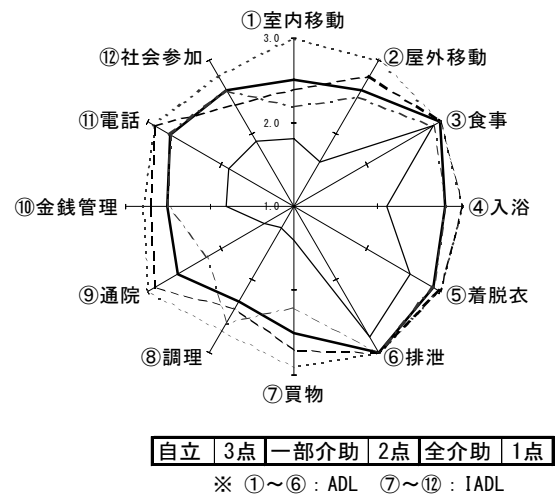 ①室内移動
3.0
⑫社会参加
②屋外移動
⑪電話
2.0
③食事
⑩金銭管理
1.0
④入浴
⑨通院
⑤着脱衣
⑧調理
⑥排泄
⑦買物
自立 3点 一部介助 2点 全介助 1点
※ ①～⑥：ADL ⑦～⑫：IADL